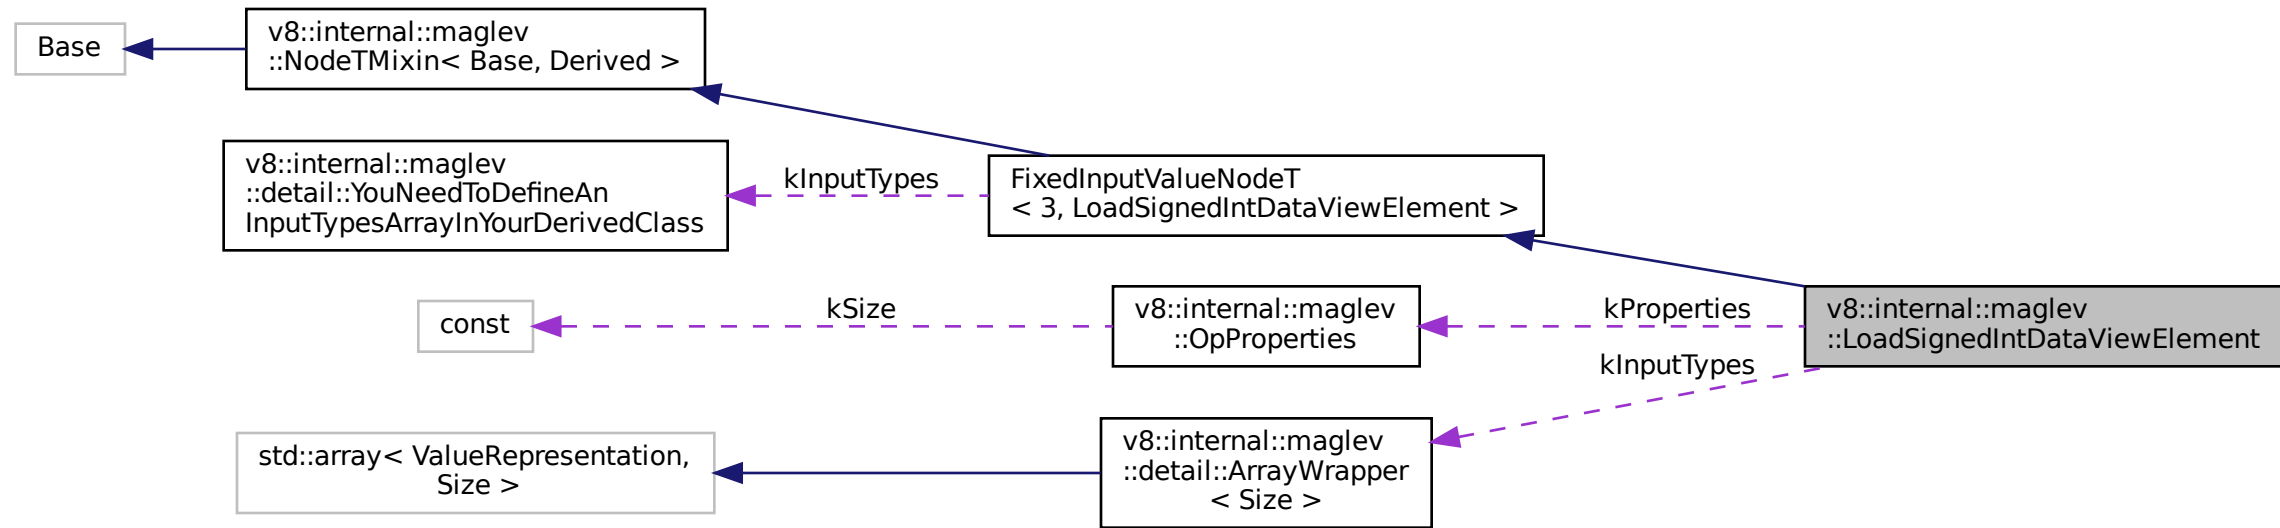 Base
v8::internal::maglev
::NodeTMixin< Base, Derived >
v8::internal::maglev
::detail::YouNeedToDefineAn
InputTypesArrayInYourDerivedClass
kInputTypes
FixedInputValueNodeT
< 3, LoadSignedIntDataViewElement >
const
kSize
v8::internal::maglev
::OpProperties
kProperties
v8::internal::maglev
::LoadSignedIntDataViewElement
kInputTypes
std::array< ValueRepresentation,
Size >
v8::internal::maglev
::detail::ArrayWrapper
< Size >